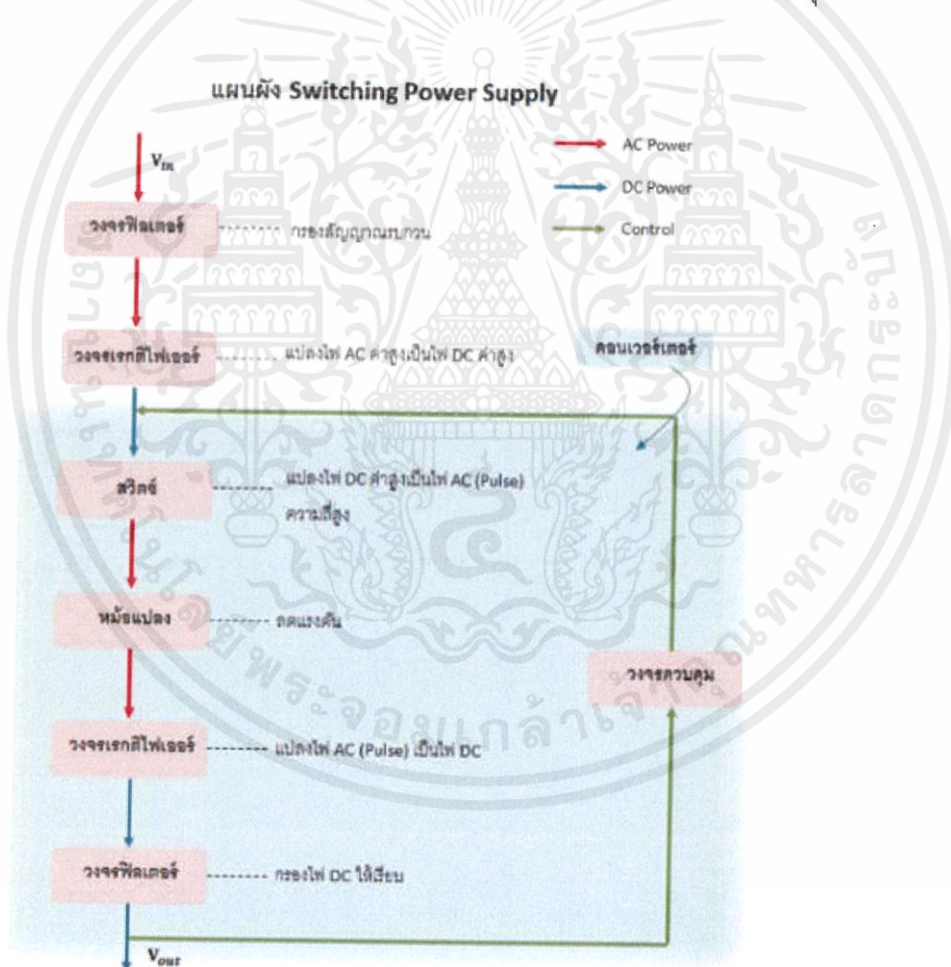 แผนผัง Switching Power Supply
V_in
AC Power
DC Power
Control
วงจรฟิลเตอร์ -------- กรองสัญญาณรบกวน
วงจรเรกติไฟเออร์ -------- แปลงไฟ AC ค่าสูงเป็นไฟ DC ค่าสูง
คอนเวอร์เตอร์
สวิตซ์ -------- แปลงไฟ DC ค่าสูงเป็นไฟ AC (Pulse)
ความถี่สูง
หม้อแปลง -------- ลดแรงดัน
วงจรควบคุม
วงจรเรกติไฟเออร์ -------- แปลงไฟ AC (Pulse) เป็นไฟ DC
วงจรฟิลเตอร์ -------- กรองไฟ DC ให้เรียบ
V_out